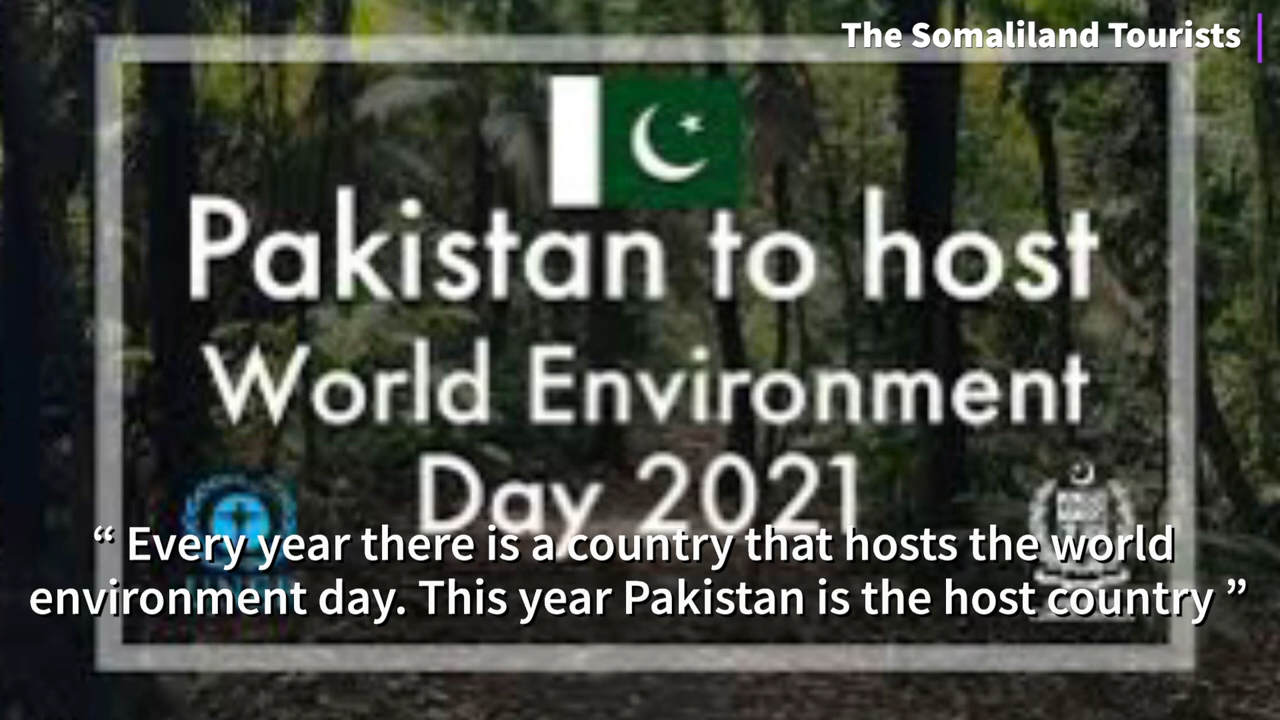 The Somaliland Tourists
Pakistan to host
World Environment
Day 2021
“ Every year there is a country that hosts the world
environment day. This year Pakistan is the host country ”